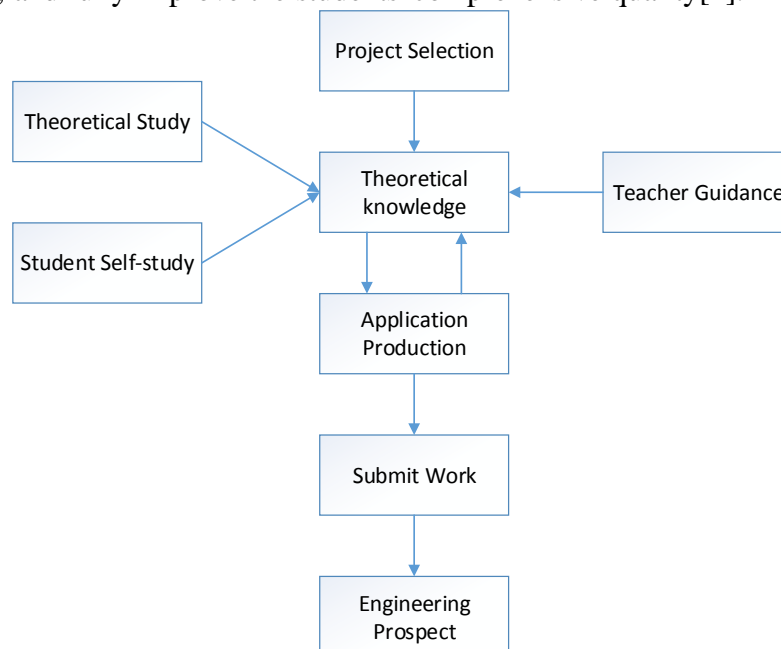 Project Selection
Theoretical Study
Theoretical
knowledge
Teacher Guidance
Student Self-study
Application
Production
Submit Work
Engineering
Prospect